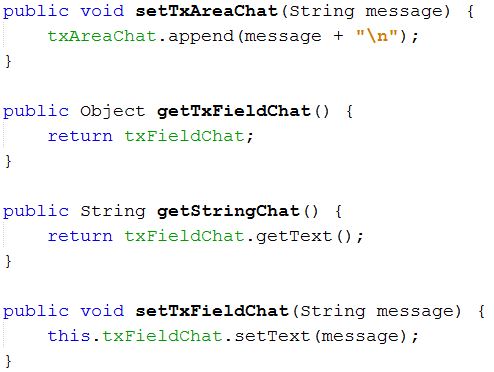 public void setTxAreaChat(String message) {
    txAreaChat.append(message + "\n");
}

public Object getTxFieldChat() {
    return txFieldChat;
}

public String getStringChat() {
    return txFieldChat.getText();
}

public void setTxFieldChat(String message) {
    this.txFieldChat.setText(message);
}